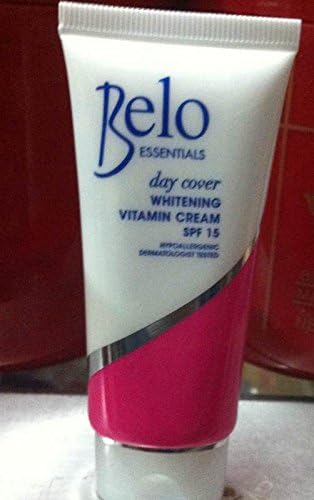 Belo
ESSENTIALS
day cover
WHITENING
VITAMIN CREAM
SPF 15
HYPOALLERGENIC
DERMATOLOGIST TESTED